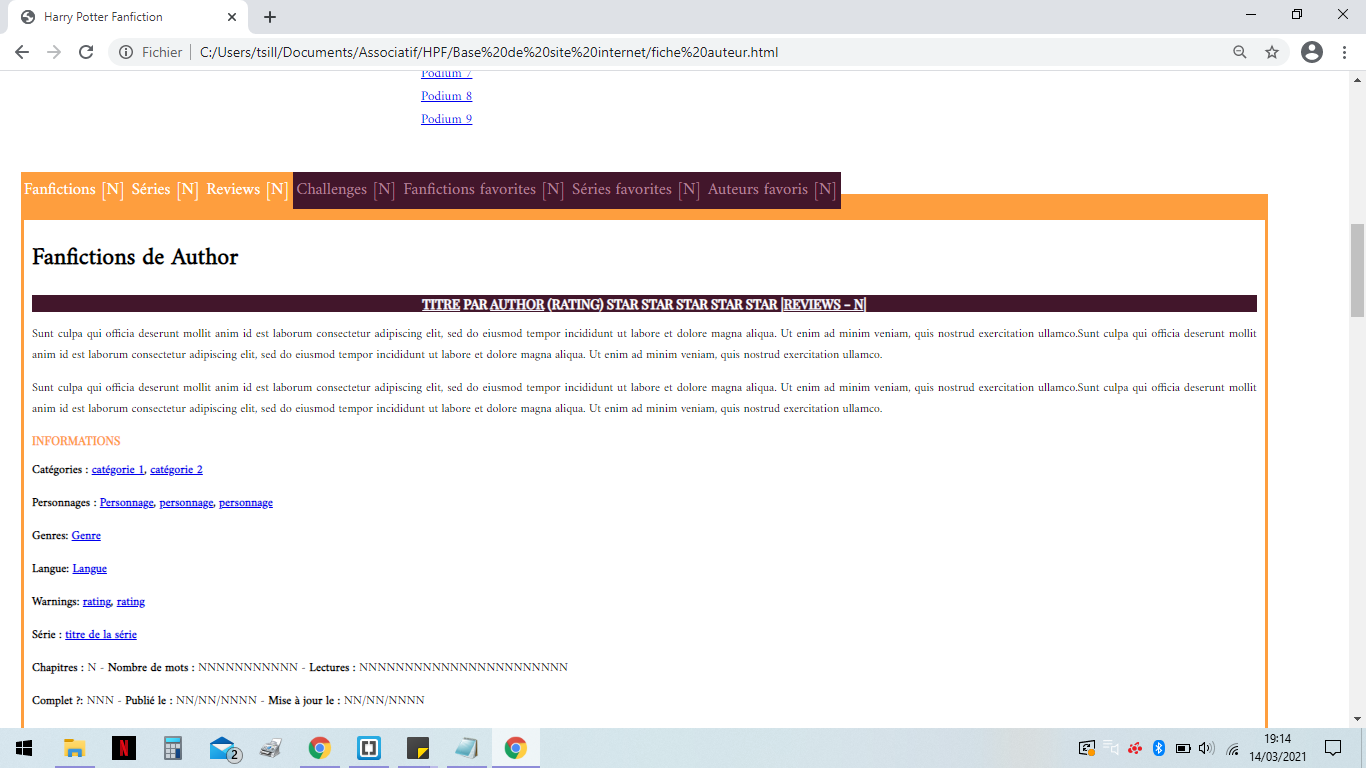 Harry Potter Fanfiction
Fichier
C:/Users/tsill/Documents/Associatif/HPF/Base%20de%20site%20internet/fiche%20auteur.html
Podium 7
Podium 8
Podium 9
Fanfictions [N] Séries [N] Reviews [N] Challenges [N] Fanfictions favorites [N] Séries favorites [N] Auteurs favoris [N]
Fanfictions de Author
TITRE PAR AUTHOR (RATING) STAR STAR STAR STAR STAR |REVIEWS – N|
Sunt culpa qui officia deserunt mollit anim id est laborum consectetur adipiscing elit, sed do eiusmod tempor incididunt ut labore et dolore magna aliqua. Ut enim ad minim veniam, quis nostrud exercitation ullamco.Sunt culpa qui officia deserunt mollit
anim id est laborum consectetur adipiscing elit, sed do eiusmod tempor incididunt ut labore et dolore magna aliqua. Ut enim ad minim veniam, quis nostrud exercitation ullamco.
Sunt culpa qui officia deserunt mollit anim id est laborum consectetur adipiscing elit, sed do eiusmod tempor incididunt ut labore et dolore magna aliqua. Ut enim ad minim veniam, quis nostrud exercitation ullamco.Sunt culpa qui officia deserunt mollit
anim id est laborum consectetur adipiscing elit, sed do eiusmod tempor incididunt ut labore et dolore magna aliqua. Ut enim ad minim veniam, quis nostrud exercitation ullamco.
INFORMATIONS
Catégories : catégorie 1, catégorie 2
Personnages : Personnage, personnage, personnage
Genres: Genre
Langue: Langue
Warnings: rating, rating
Série : titre de la série
Chapitres : N - Nombre de mots : NNNNNNNNNNN - Lectures : NNNNNNNNNNNNNNNNNNNNNNN
Complet ?: NNN - Publié le : NN/NN/NNNN - Mise à jour le : NN/NN/NNNN
N
2
19:14
14/03/2021